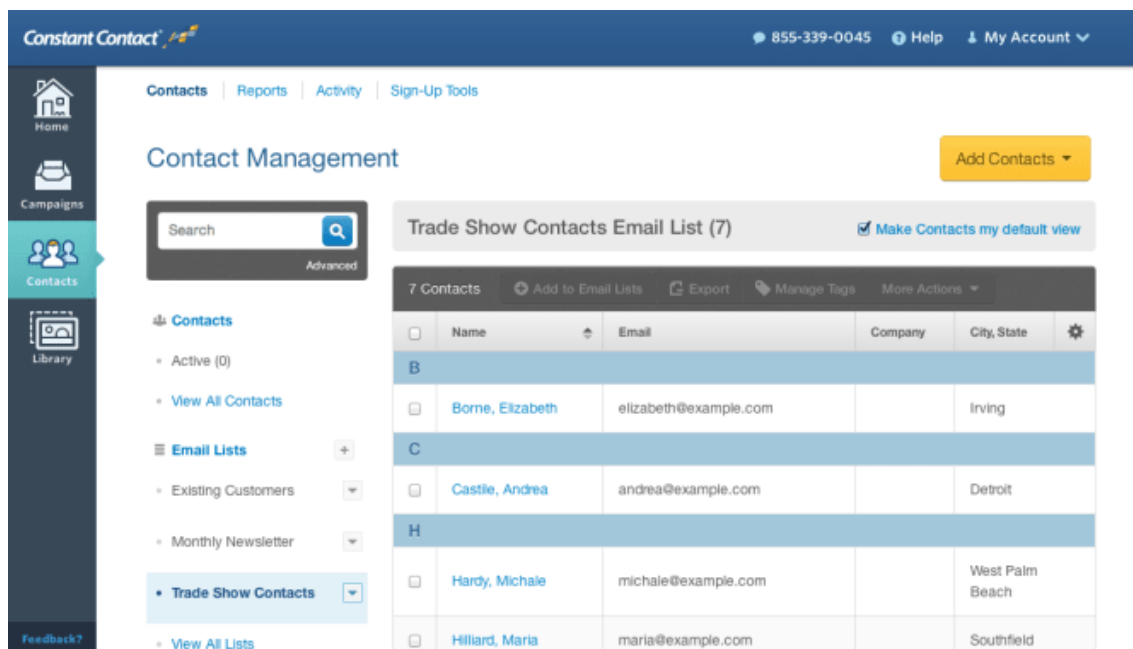 Constant Contact
855-339-0045 Help My Account
Home
Campaigns
Contacts
Library
Feedback?
Contacts Reports Activity Sign-Up Tools
Contact Management
Add Contacts
Search
Advanced
Contacts
Active (0)
View All Contacts
Email Lists
+
Existing Customers
Monthly Newsletter
Trade Show Contacts
View All Lists
Trade Show Contacts Email List (7)
Make Contacts my default view
7 Contacts Add to Email Lists Export Manage Tags More Actions
Name Email Company City, State
B
Borne, Elizabeth elizabeth@example.com Irving
C
Castile, Andrea andrea@example.com Detroit
H
Hardy, Michale michale@example.com West Palm
Beach
Hilliard, Maria maria@example.com Southfield